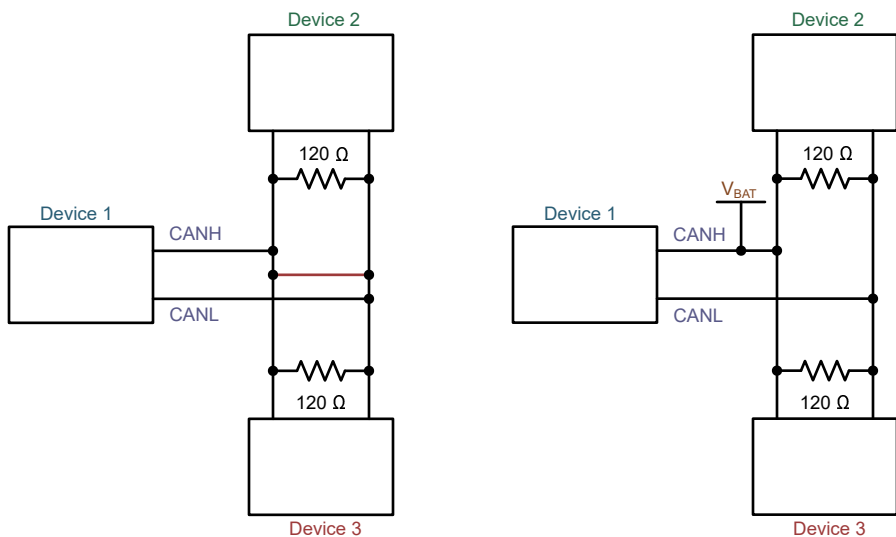 Device 2
120 Ω
Device 1
CANH
CANL
120 Ω
Device 3
Device 2
120 Ω
VBAT
Device 1
CANH
CANL
120 Ω
Device 3